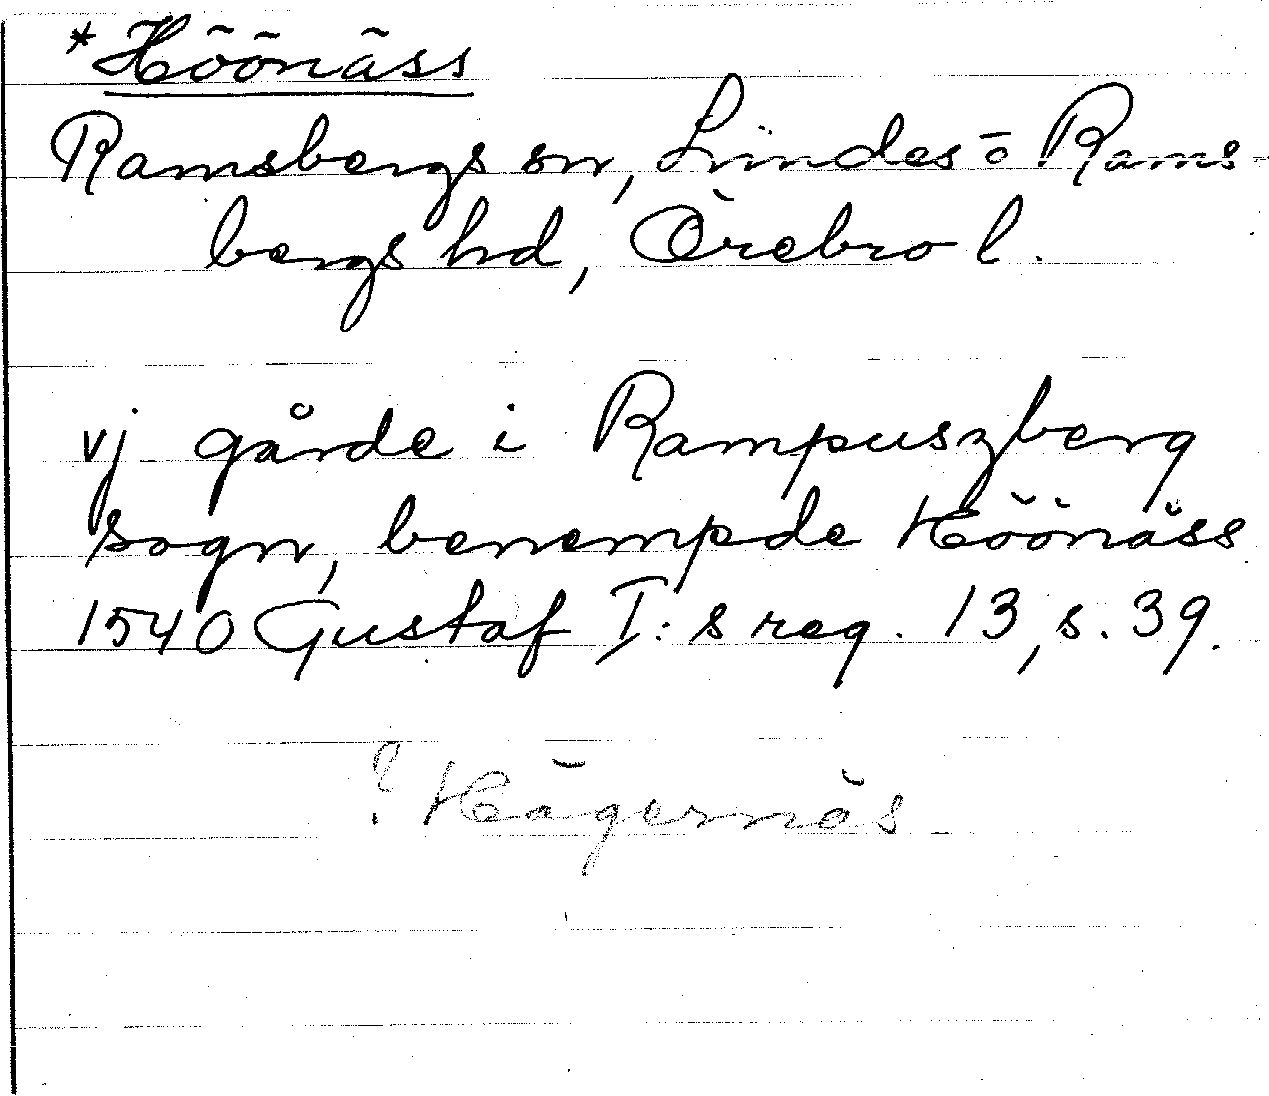 *Höönäss
Ramsbergs sn, Lindes o Rams-
bergs hd, Örebro l.
vj gårde i Rampuszberg
sogn, benempde Höönäss
1540 Gustaf I:s reg. 13, s. 39.
? Hägernäs